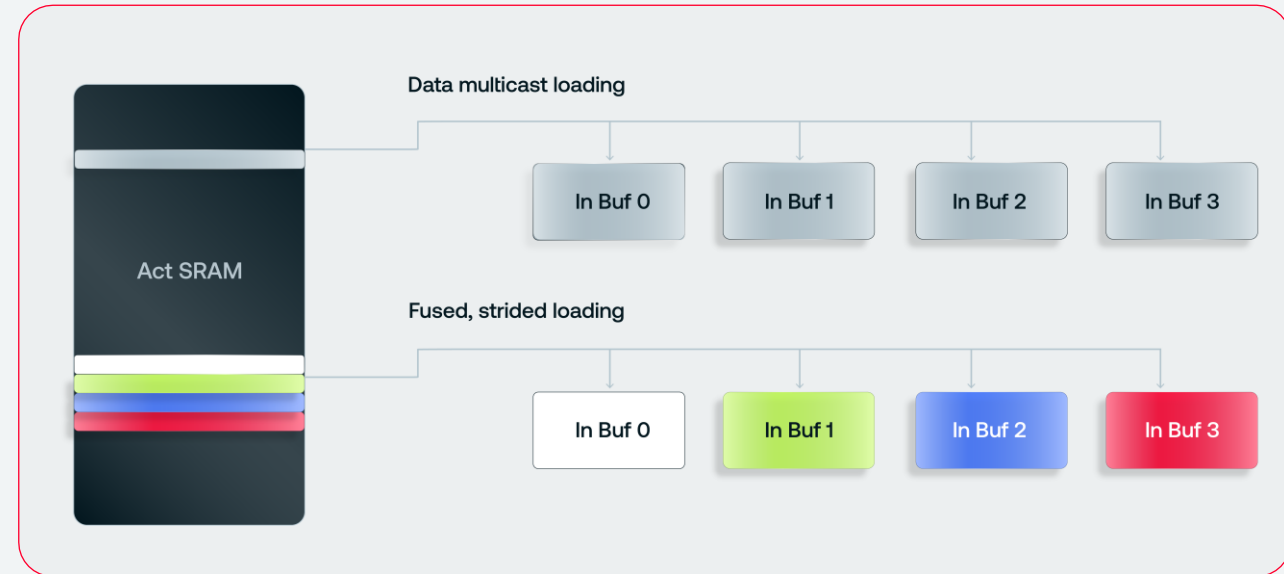 Data multicast loading
In Buf 0
In Buf 1
In Buf 2
In Buf 3
Act SRAM
Fused, strided loading
In Buf 0
In Buf 1
In Buf 2
In Buf 3